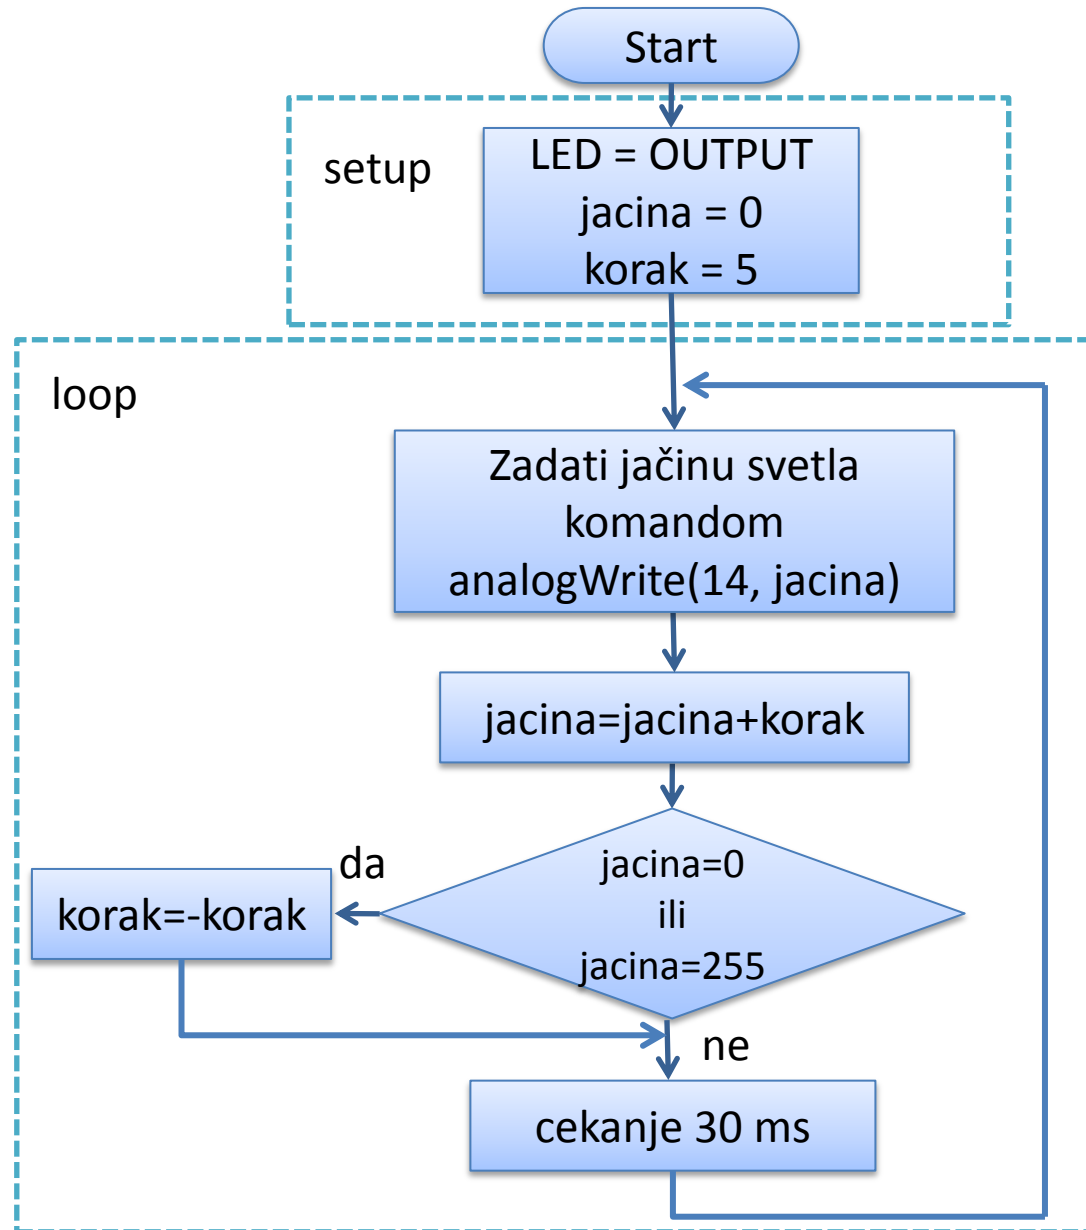 Start
setup
LED = OUTPUT
jacina = 0
korak = 5
loop
Zadati jačinu svetla
komandom
analogWrite(14, jacina)
jacina=jacina+korak
jacina=0
ili
jacina=255
da
korak=-korak
ne
cekanje 30 ms